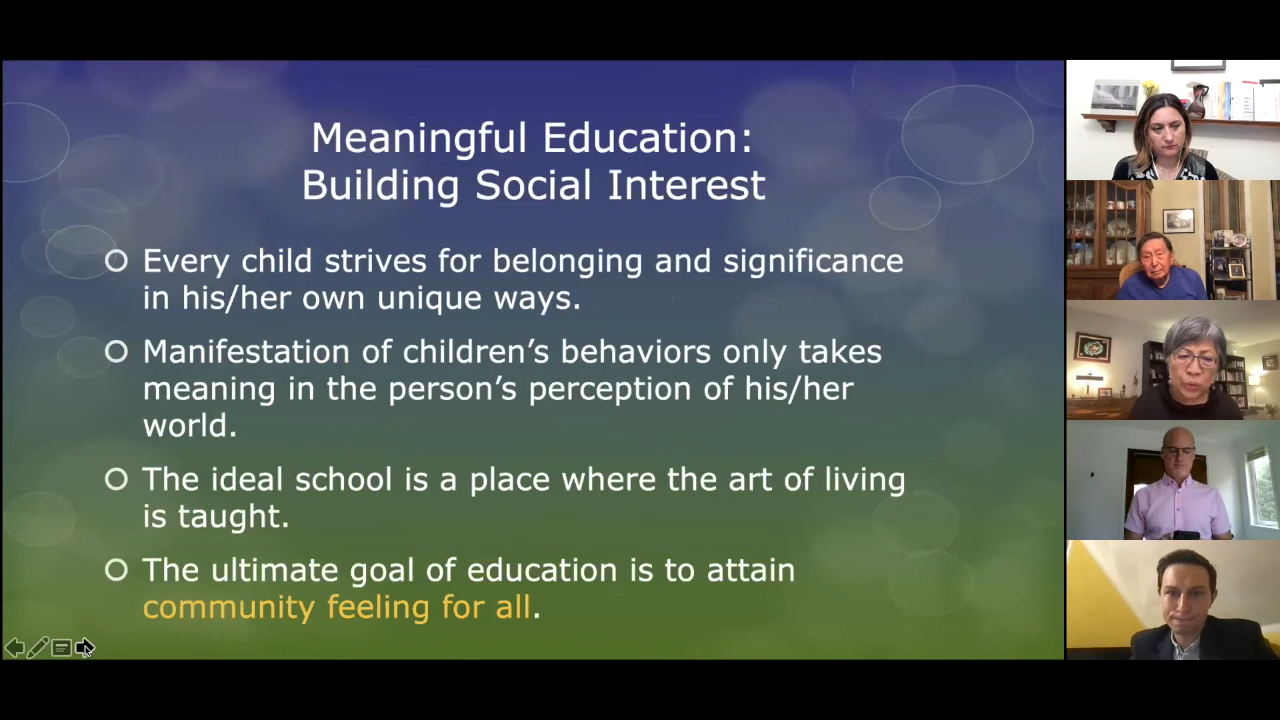 Meaningful Education:
Building Social Interest
Every child strives for belonging and significance
in his/her own unique ways.
Manifestation of children's behaviors only takes
meaning in the person's perception of his/her
world.
The ideal school is a place where the art of living
is taught.
The ultimate goal of education is to attain
community feeling for all.